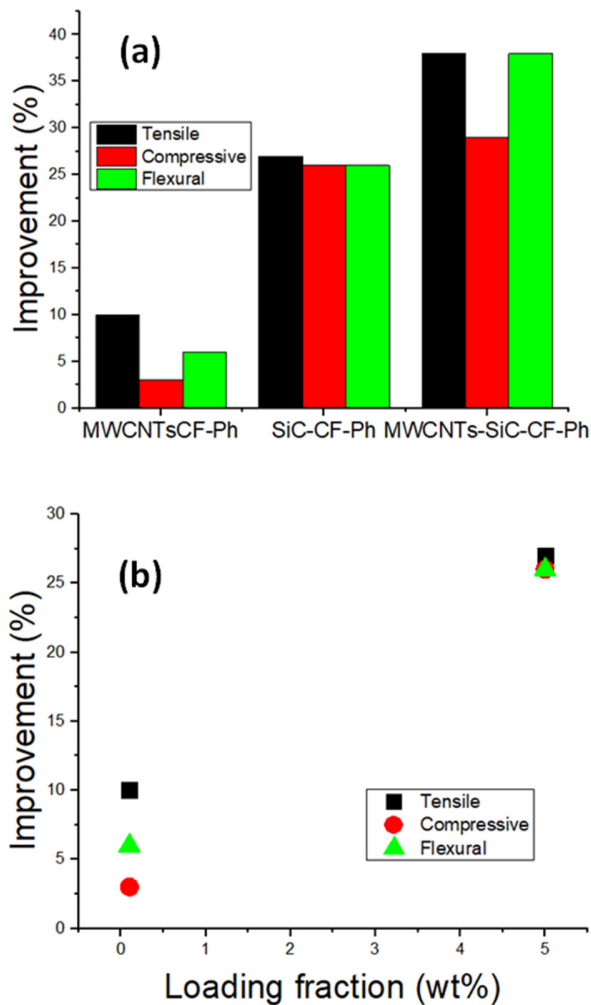 (a)
Improvement (%)
40
35
30
25
20
15
10
5
0
Tensile
Compressive
Flexural
MWCNTsCF-Ph SiC-CF-Ph MWCNTs-SiC-CF-Ph
(b)
Improvement (%)
30
25
20
15
10
5
0
Tensile
Compressive
Flexural
0 1 2 3 4 5
Loading fraction (wt%)